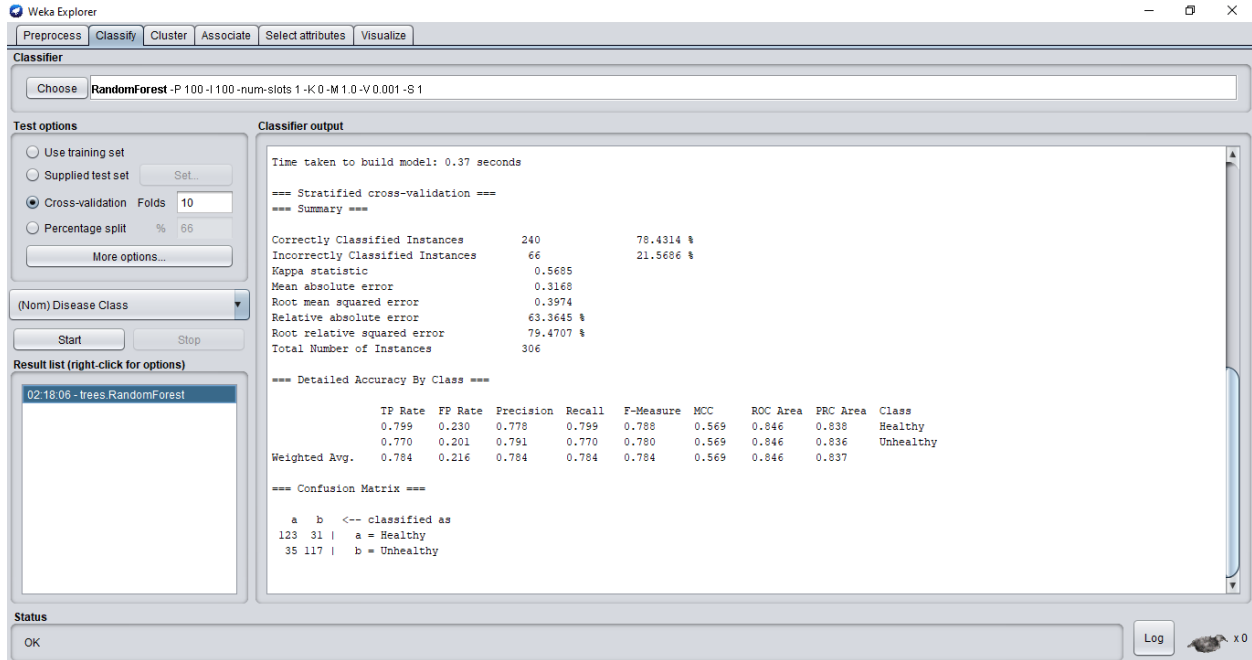 Weka Explorer
Preprocess Classify Cluster Associate Select attributes Visualize
Classifier
Choose RandomForest -P 100 -I 100 -num-slots 1 -K 0 -M 1.0 -V 0.001 -S 1
Test options
Use training set
Supplied test set Set...
Cross-validation Folds 10
Percentage split % 66
More options...
(Nom) Disease Class
Start Stop
Result list (right-click for options)
02:18:06 - trees.RandomForest
Classifier output
Time taken to build model: 0.37 seconds
=== Stratified cross-validation ===
=== Summary ===
Correctly Classified Instances 240 78.4314 %
Incorrectly Classified Instances 66 21.5686 %
Kappa statistic 0.5685
Mean absolute error 0.3168
Root mean squared error 0.3974
Relative absolute error 63.3645 %
Root relative squared error 79.4707 %
Total Number of Instances 306
=== Detailed Accuracy By Class ===
TP Rate FP Rate Precision Recall F-Measure MCC ROC Area PRC Area Class
0.799 0.230 0.778 0.799 0.788 0.569 0.846 0.838 Healthy
0.770 0.201 0.791 0.770 0.780 0.569 0.846 0.836 Unhealthy
Weighted Avg. 0.784 0.216 0.784 0.784 0.784 0.569 0.846 0.837
=== Confusion Matrix ===
a b <-- classified as
123 31 | a = Healthy
35 117 | b = Unhealthy
Status
OK
Log x 0